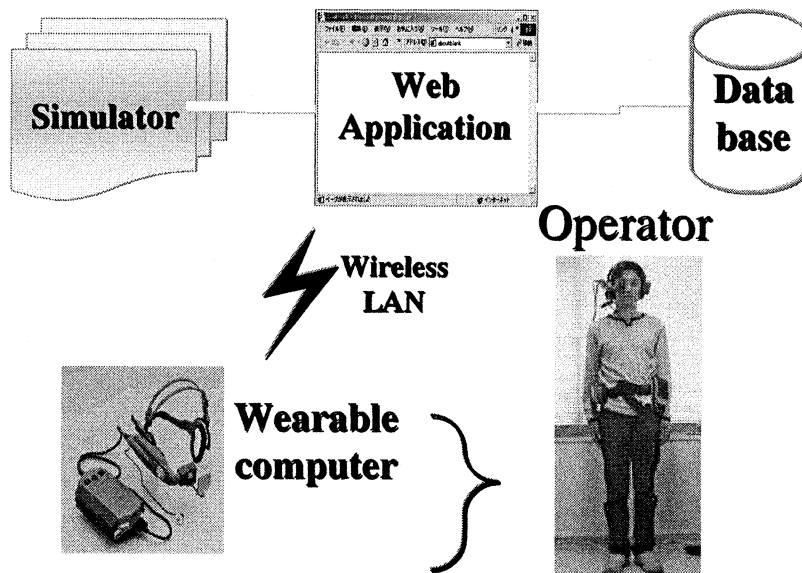 Simulator
Web
Application
Data
base
Operator
Wireless
LAN
Wearable
computer